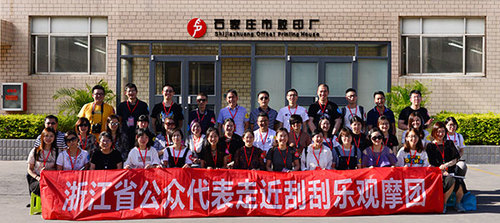 石家庄市胶印厂
Shijiazhuang Offset Printing House
浙江省公众代表走近刮刮乐观摩团